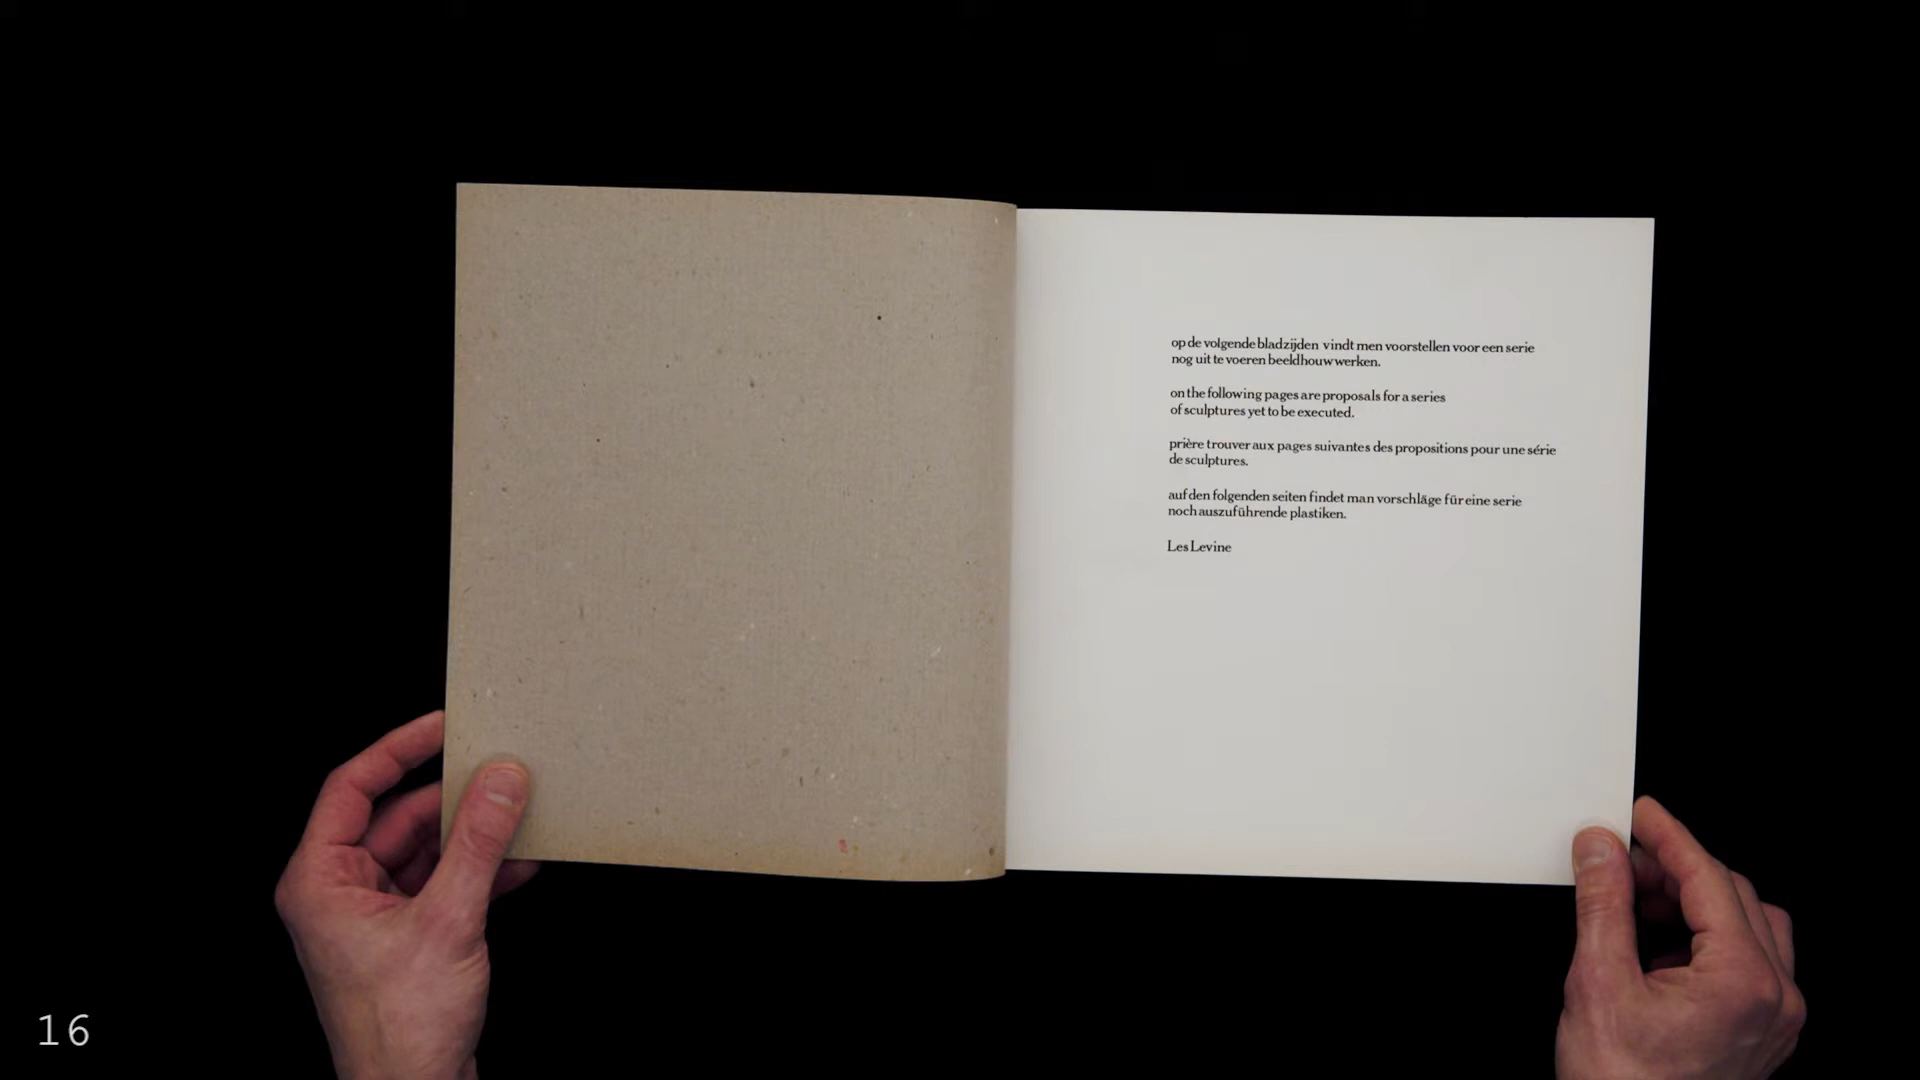 op de volgende bladzijden vindt men voorstellen voor een serie
nog uit te voeren beeldhouwwerken.
on the following pages are proposals for a series
of sculptures yet to be executed.
prière trouver aux pages suivantes des propositions pour une série
de sculptures.
auf den folgenden seiten findet man vorschläge für eine serie
noch auszuführende plastiken.
Les Levine
16